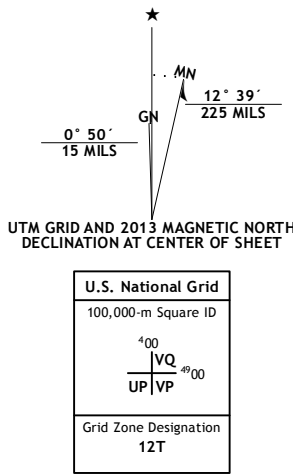 ★
MN
GN
12° 39´
225 MILS
0° 50´
15 MILS
UTM GRID AND 2013 MAGNETIC NORTH
DECLINATION AT CENTER OF SHEET
U.S. National Grid
100,000-m Square ID
⁴00
VQ
⁴⁹00
UP VP
Grid Zone Designation
12T